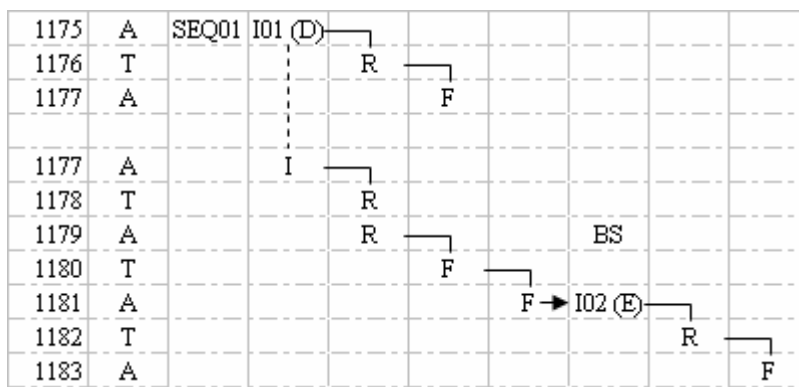 1175 A SEQ01 I01 (D)
1176 T R
1177 A F
1177 A I
1178 T R
1179 A R BS
1180 T F
1181 A F I02 (E)
1182 T R
1183 A F